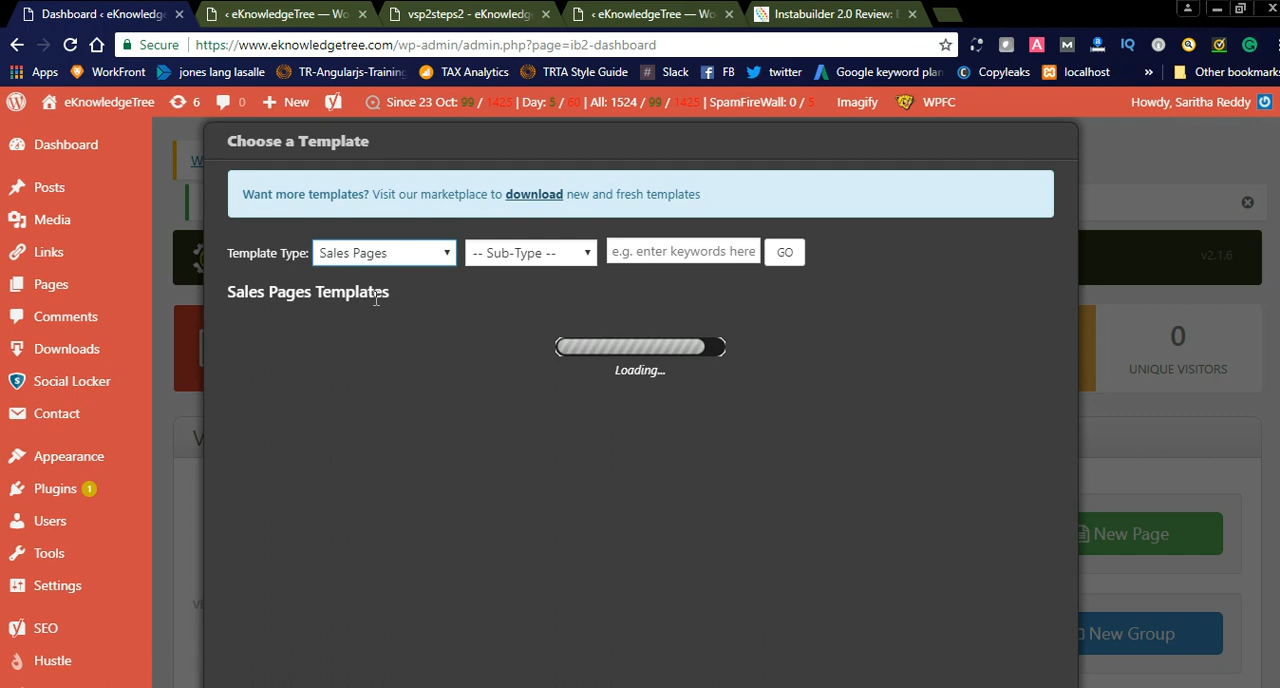 Dashboard ‹ eKnowledge
‹ eKnowledgeTree — Wo
vsp2steps2 - eKnowledg
‹ eKnowledgeTree — Wo
Instabuilder 2.0 Review:
Secure
https://www.eknowledgetree.com/wp-admin/admin.php?page=ib2-dashboard
Apps
WorkFront
jones lang lasalle
TR-Angularjs-Training
TAX Analytics
TRTA Style Guide
Slack
FB
twitter
Google keyword plan
Copyleaks
localhost
»
Other bookmarks
eKnowledgeTree
6
0
New
Since 23 Oct: 99 / 1425 | Day: 5 / 60 | All: 1524 / 99 / 1425 | SpamFireWall: 0 / 5
Imagify
WPFC
Howdy, Saritha Reddy
Dashboard
Posts
Media
Links
Pages
Comments
Downloads
Social Locker
Contact
Appearance
Plugins 1
Users
Tools
Settings
SEO
Hustle
Choose a Template
Want more templates? Visit our marketplace to download new and fresh templates
Template Type:
Sales Pages
-- Sub-Type --
e.g. enter keywords here
GO
Sales Pages Templates
Loading...
v2.1.6
0
UNIQUE VISITORS
New Page
New Group